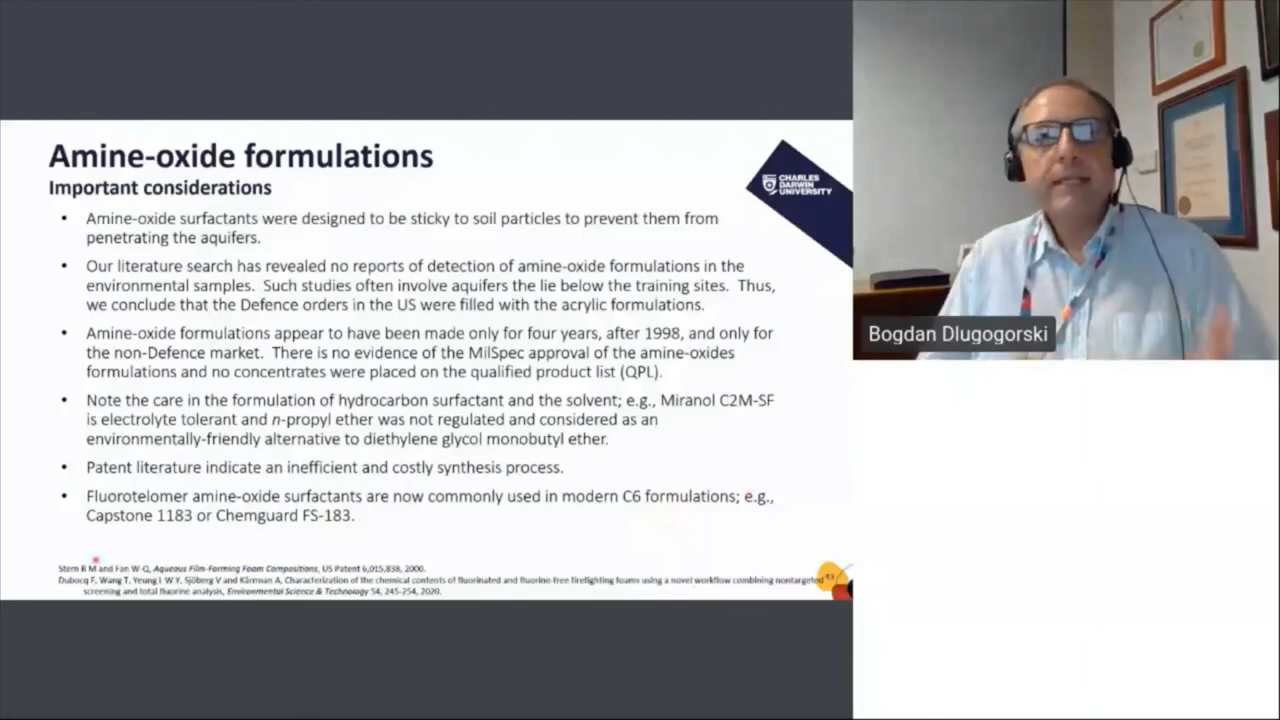 Amine-oxide formulations
Important considerations
CHARLES
DARWIN
UNIVERSITY
• Amine-oxide surfactants were designed to be sticky to soil particles to prevent them from
penetrating the aquifers.
• Our literature search has revealed no reports of detection of amine-oxide formulations in the
environmental samples. Such studies often involve aquifers the lie below the training sites. Thus,
we conclude that the Defence orders in the US were filled with the acrylic formulations.
• Amine-oxide formulations appear to have been made only for four years, after 1998, and only for
the non-Defence market. There is no evidence of the MilSpec approval of the amine-oxides
formulations and no concentrates were placed on the qualified product list (QPL).
• Note the care in the formulation of hydrocarbon surfactant and the solvent; e.g., Miranol C2M-SF
is electrolyte tolerant and n-propyl ether was not regulated and considered as an
environmentally-friendly alternative to diethylene glycol monobutyl ether.
• Patent literature indicate an inefficient and costly synthesis process.
• Fluorotelomer amine-oxide surfactants are now commonly used in modern C6 formulations; e.g.,
Capstone 1183 or Chemguard FS-183.
Stern R M and Fan W-Q, Aqueous Film-Forming Foam Compositions, US Patent 6,015,838, 2000.
Dubocq F, Wang T, Yeung L W Y, Sjöberg V and Kärrman A, Characterization of the chemical contents of fluorinated and fluorine-free firefighting foams using a novel workflow combining nontargeted
screening and total fluorine analysis, Environmental Science & Technology 54, 245-254, 2020.
Bogdan Dlugogorski